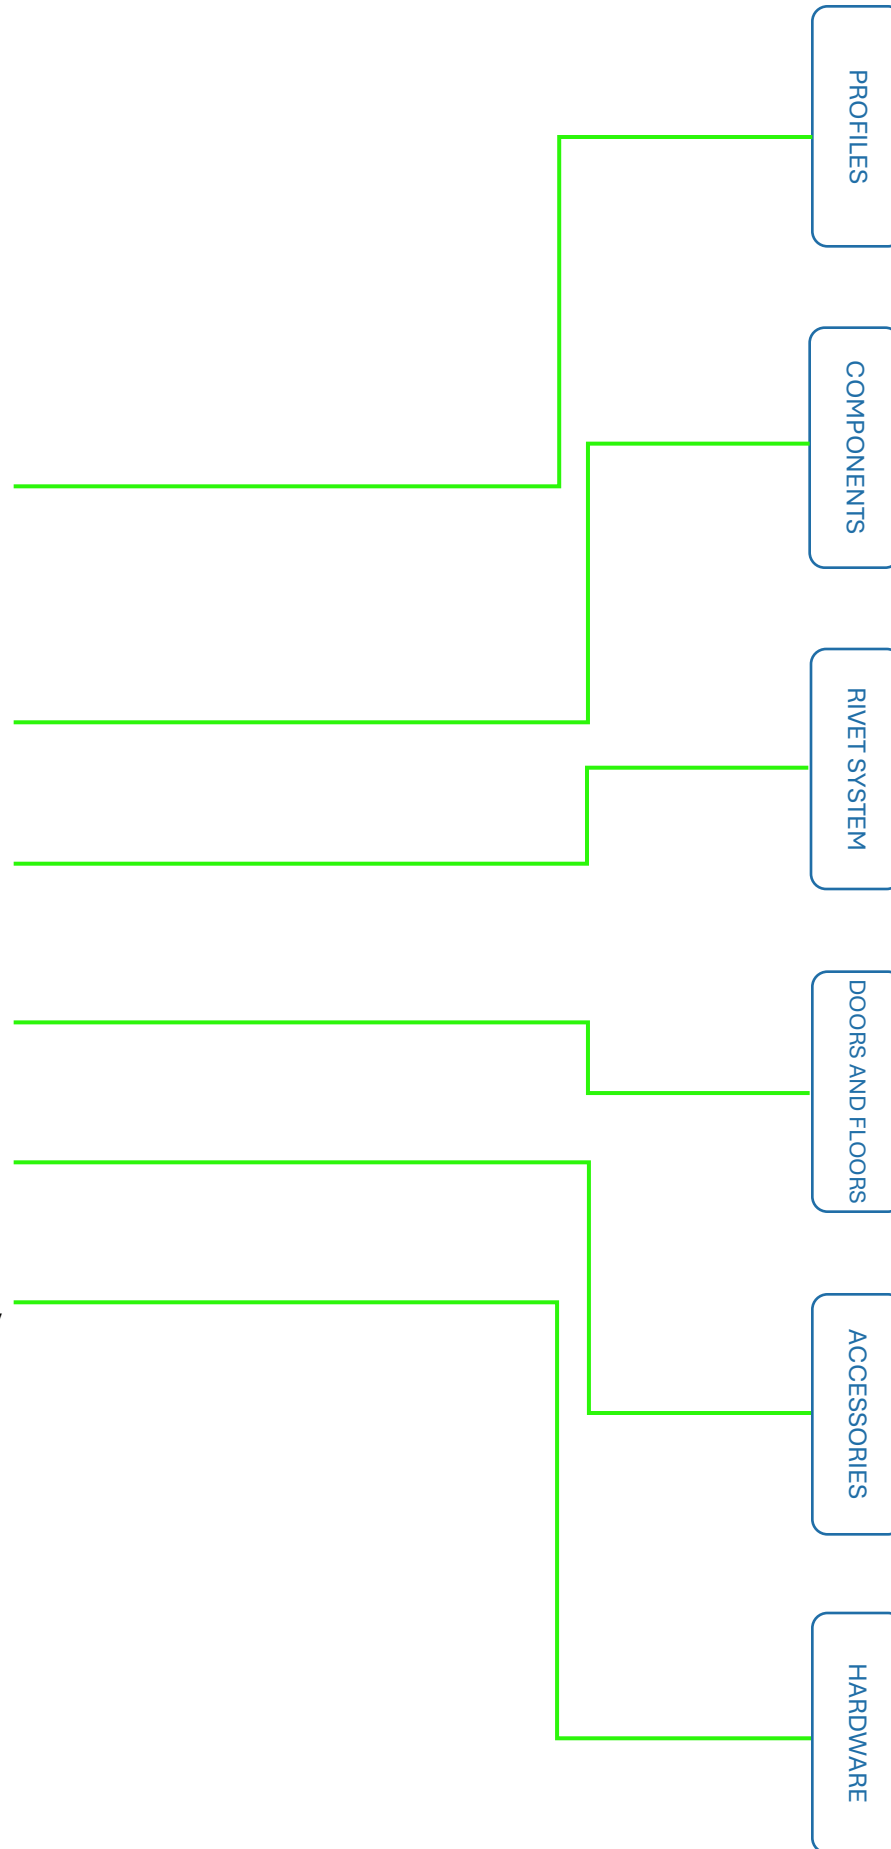 PROFILES
COMPONENTS
RIVET SYSTEM
DOORS AND FLOORS
ACCESSORIES
HARDWARE